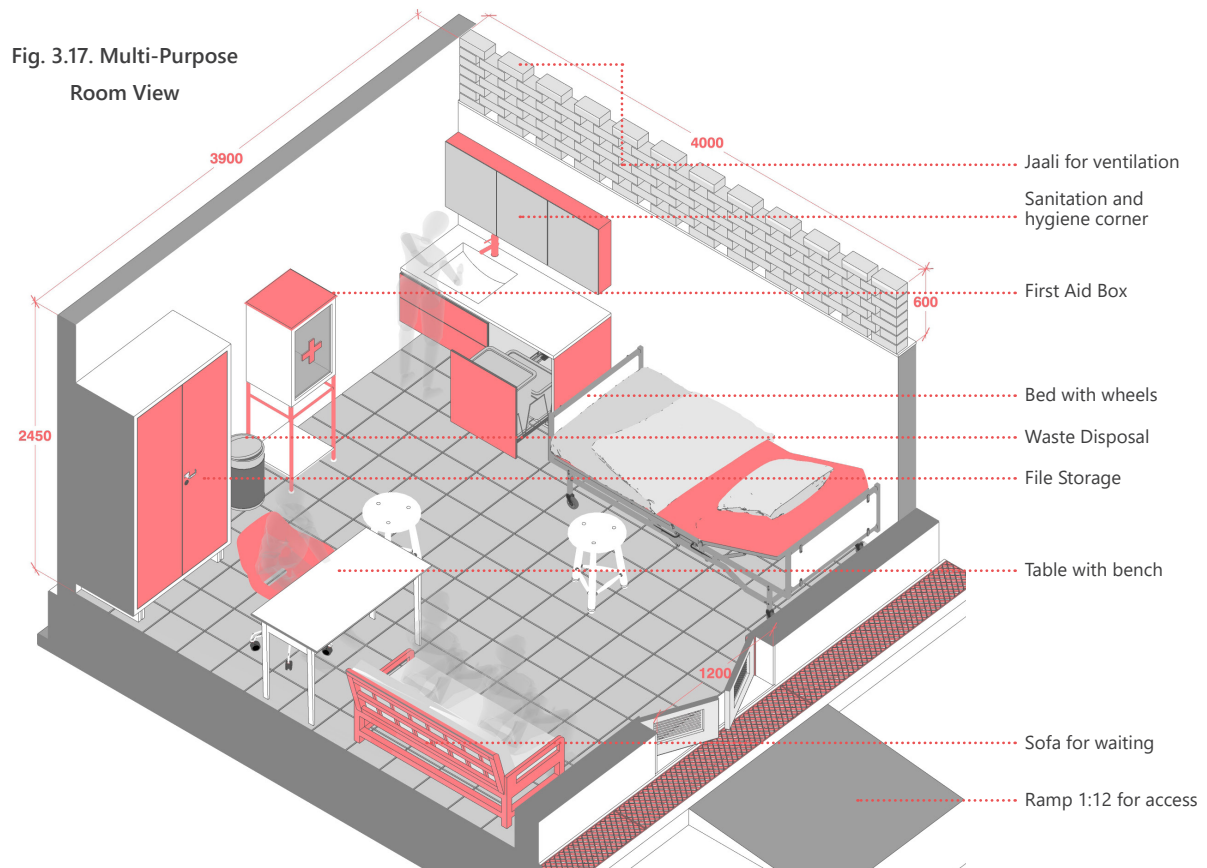 Fig. 3.17. Multi-Purpose
Room View
3900
4000
Jaali for ventilation
Sanitation and
hygiene corner
First Aid Box
600
Bed with wheels
Waste Disposal
2450
File Storage
Table with bench
1200
Sofa for waiting
Ramp 1:12 for access